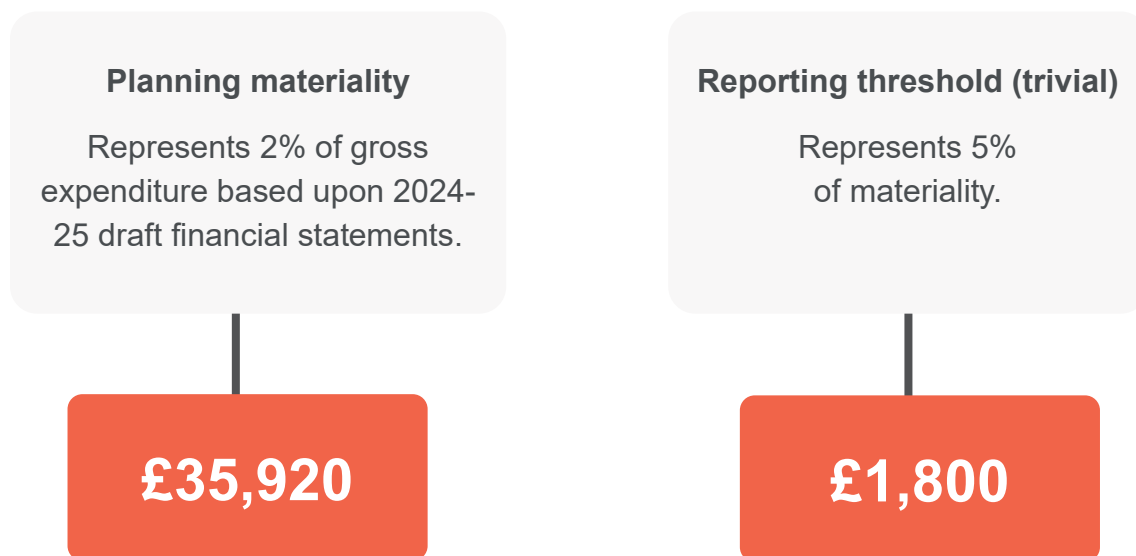 Planning materiality
Represents 2% of gross
expenditure based upon 2024-
25 draft financial statements.
£35,920
Reporting threshold (trivial)
Represents 5%
of materiality.
£1,800